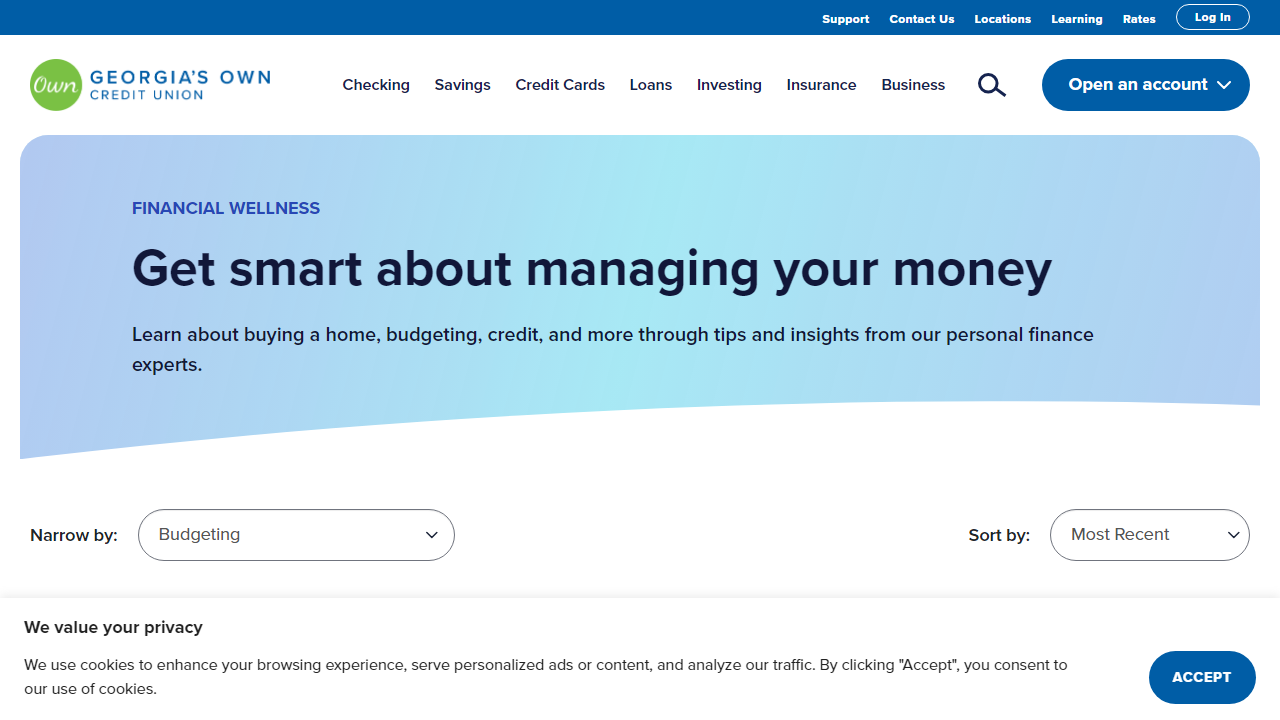 Support Contact Us Locations Learning Rates Log In
Own GEORGIA'S OWN
CREDIT UNION
Checking Savings Credit Cards Loans Investing Insurance Business Open an account
FINANCIAL WELLNESS
Get smart about managing your money
Learn about buying a home, budgeting, credit, and more through tips and insights from our personal finance
experts.
Narrow by: Budgeting Sort by: Most Recent
We value your privacy
We use cookies to enhance your browsing experience, serve personalized ads or content, and analyze our traffic. By clicking "Accept", you consent to
our use of cookies.
ACCEPT